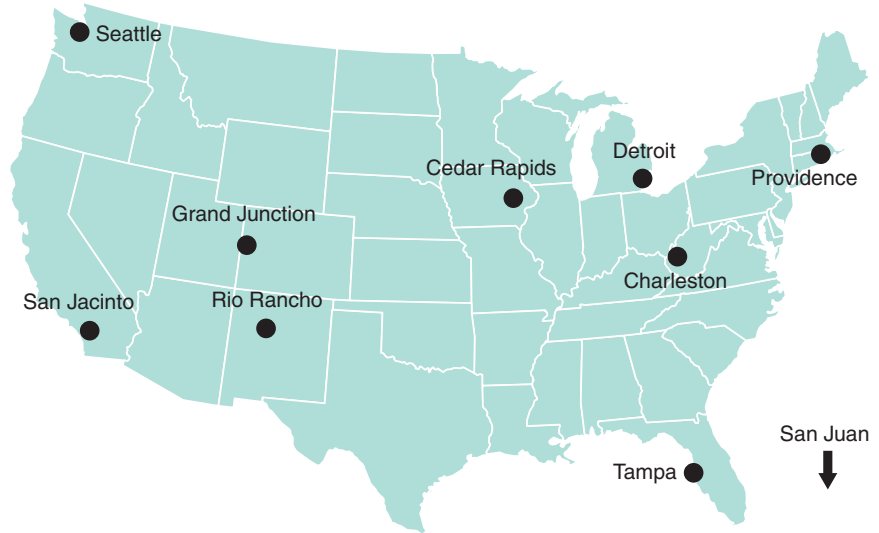 Seattle
Detroit
Cedar Rapids
Providence
Grand Junction
Charleston
San Jacinto
Rio Rancho
San Juan
Tampa